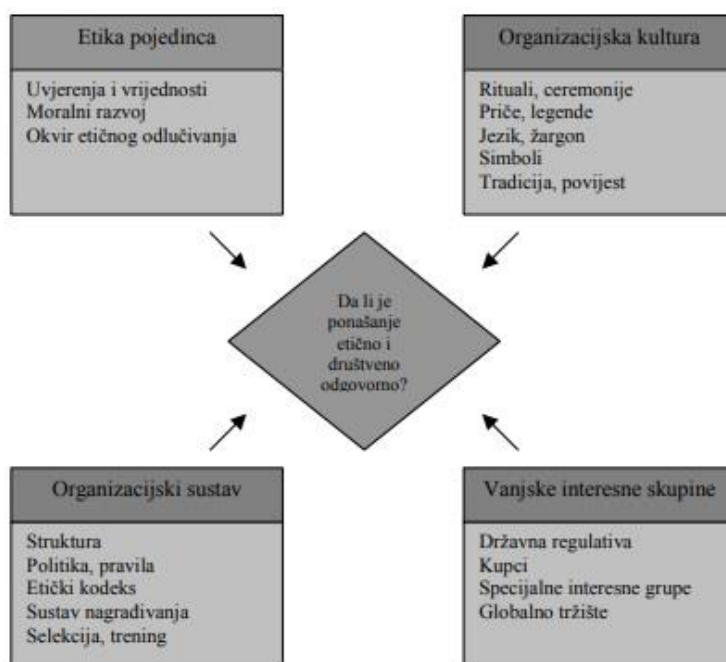 Etika pojedinca
Uvjerenja i vrijednosti
Moralni razvoj
Okvir etičnog odlučivanja
Organizacijska kultura
Rituali, ceremonije
Priče, legende
Jezik, žargon
Simboli
Tradicija, povijest
Da li je
ponašanje
etično i
društveno
odgovorno?
Organizacijski sustav
Struktura
Politika, pravila
Etički kodeks
Sustav nagrađivanja
Selekcija, trening
Vanjske interesne skupine
Državna regulativa
Kupci
Specijalne interesne grupe
Globalno tržište